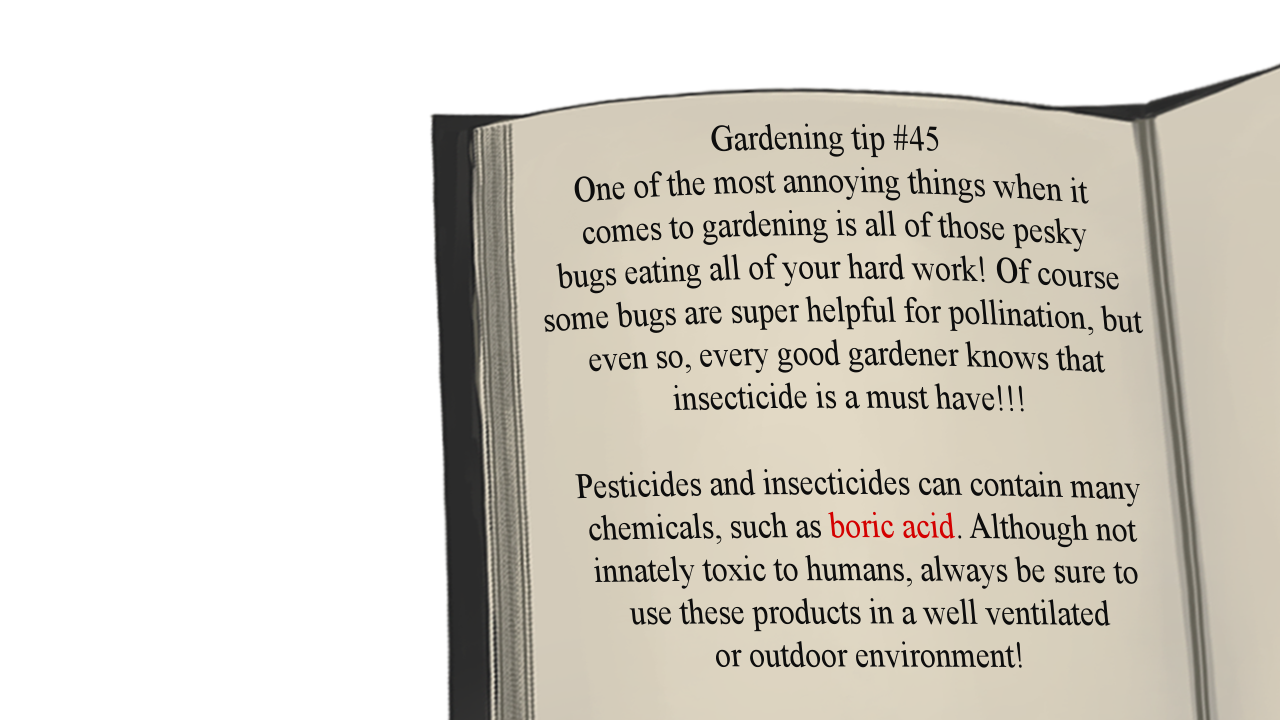 Gardening tip #45
One of the most annoying things when it
comes to gardening is all of those pesky
bugs eating all of your hard work! Of course
some bugs are super helpful for pollination, but
even so, every good gardener knows that
insecticide is a must have!!!
Pesticides and insecticides can contain many
chemicals, such as boric acid. Although not
innately toxic to humans, always be sure to
use these products in a well ventilated
or outdoor environment!